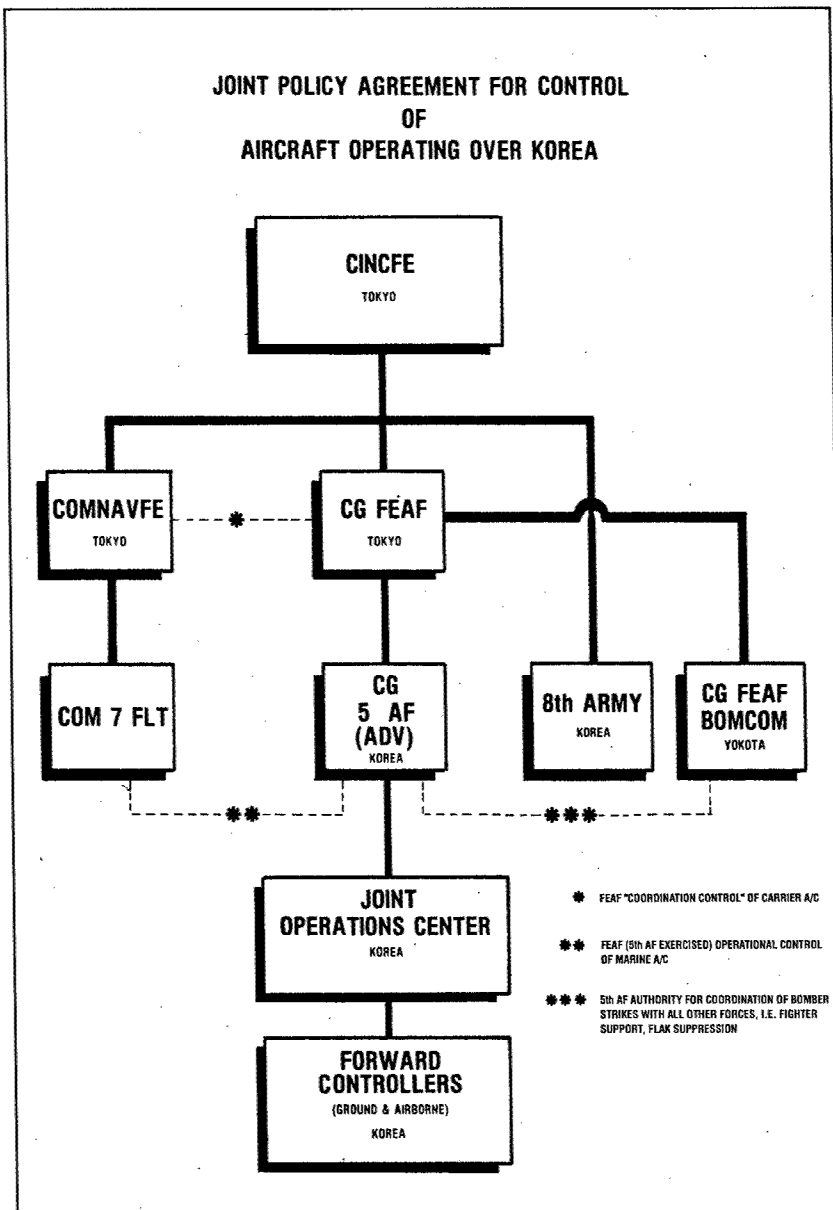 JOINT POLICY AGREEMENT FOR CONTROL
OF
AIRCRAFT OPERATING OVER KOREA
CINCFE
TOKYO
COMNAVFE
TOKYO
*
CG FEAF
TOKYO
COM 7 FLT
CG
5 AF
(ADV)
KOREA
8th ARMY
KOREA
CG FEAF
BOMCOM
YOKOTA
**
***
JOINT
OPERATIONS CENTER
KOREA
* FEAF "COORDINATION CONTROL" OF CARRIER A/C
** FEAF (5th AF EXERCISED) OPERATIONAL CONTROL
OF MARINE A/C
*** 5th AF AUTHORITY FOR COORDINATION OF BOMBER
STRIKES WITH ALL OTHER FORCES, I.E. FIGHTER
SUPPORT, FLAK SUPPRESSION
FORWARD
CONTROLLERS
(GROUND & AIRBORNE)
KOREA